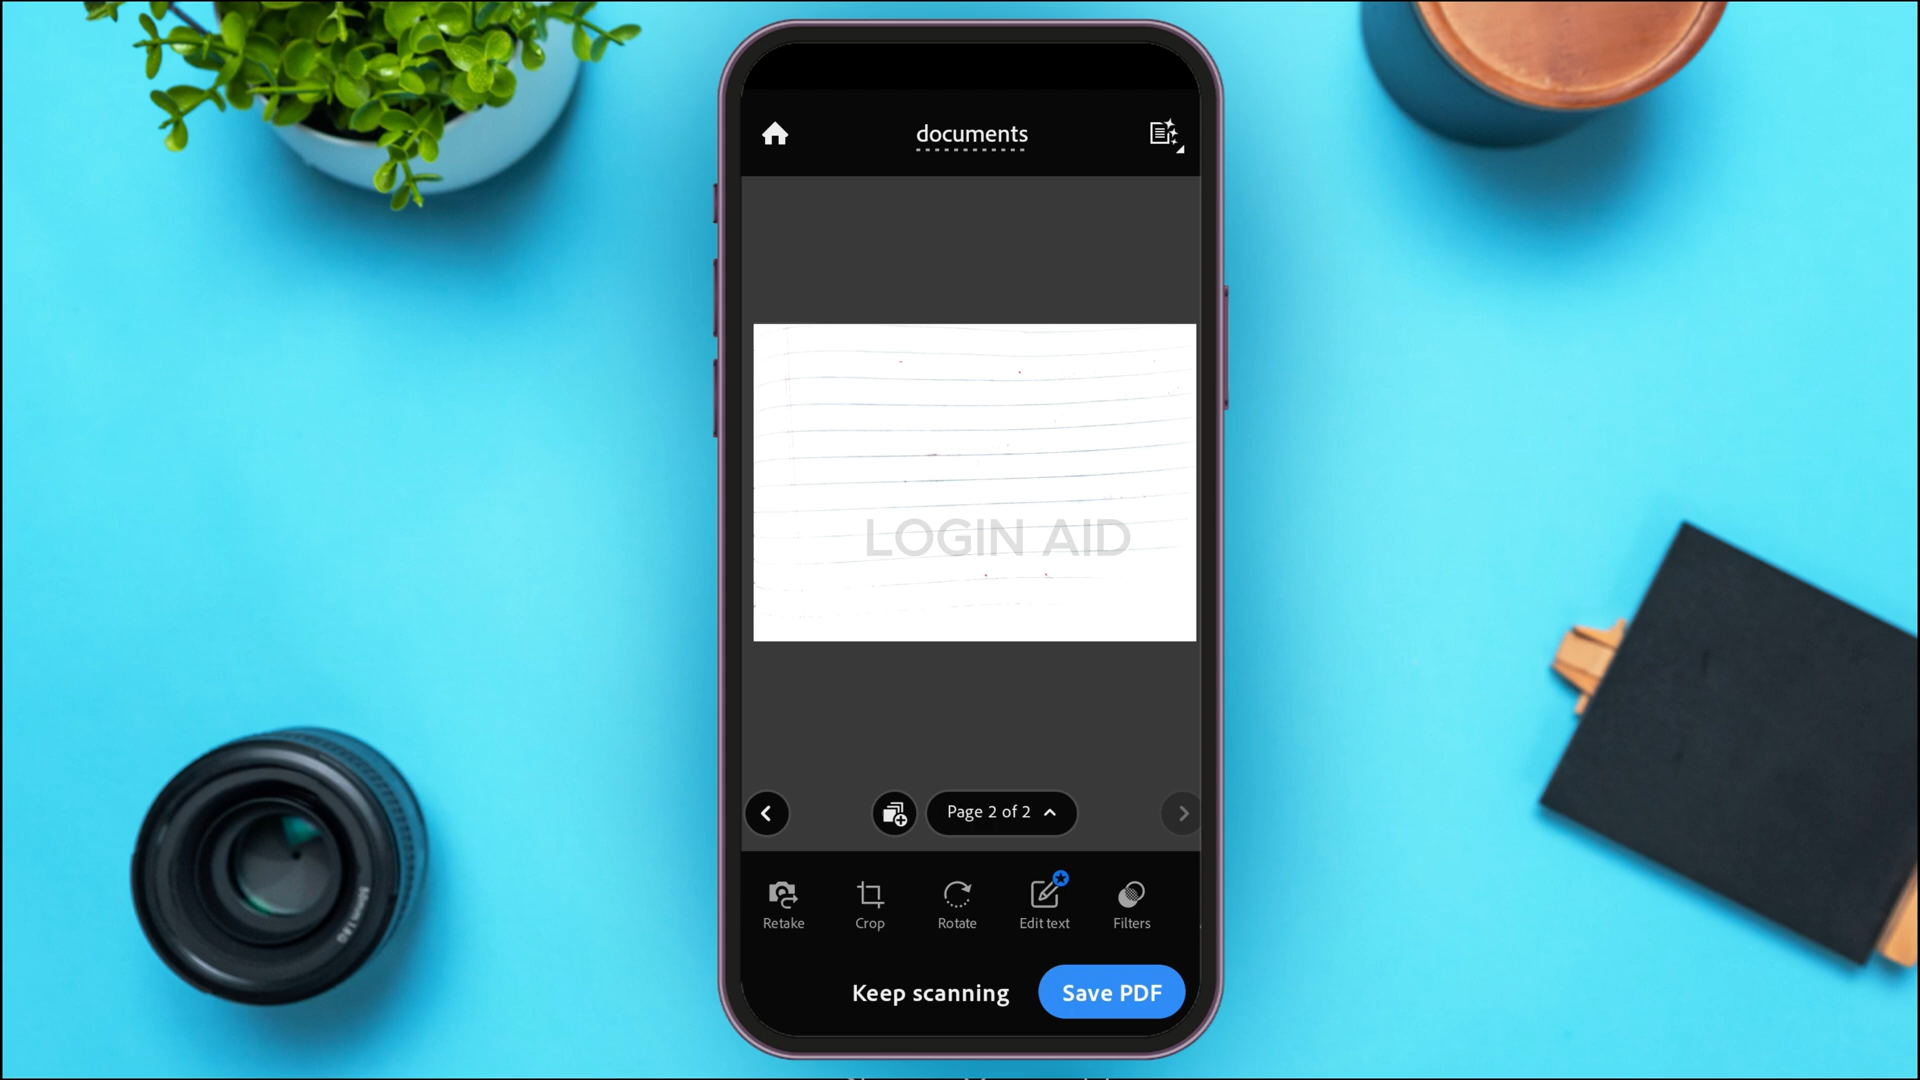 documents
LOGIN AID
Page 2 of 2
Retake
Crop
Rotate
Edit text
Filters
Keep scanning
Save PDF